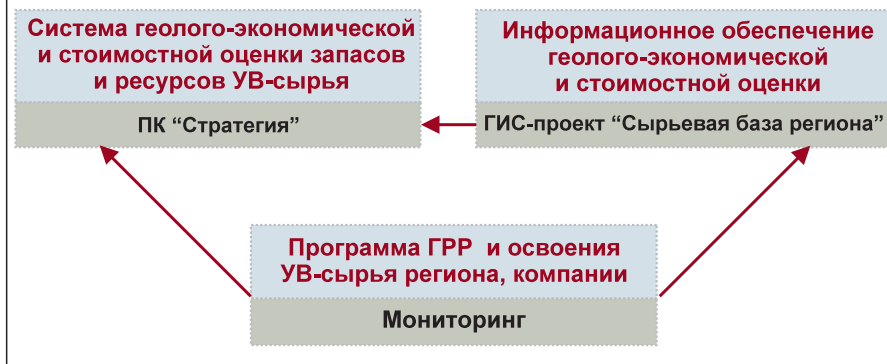 Система геолого-экономической
и стоимостной оценки запасов
и ресурсов УВ-сырья
ПК “Стратегия”
Информационное обеспечение
геолого-экономической
и стоимостной оценки
ГИС-проект “Сырьевая база региона”
Программа ГРР и освоения
УВ-сырья региона, компании
Мониторинг